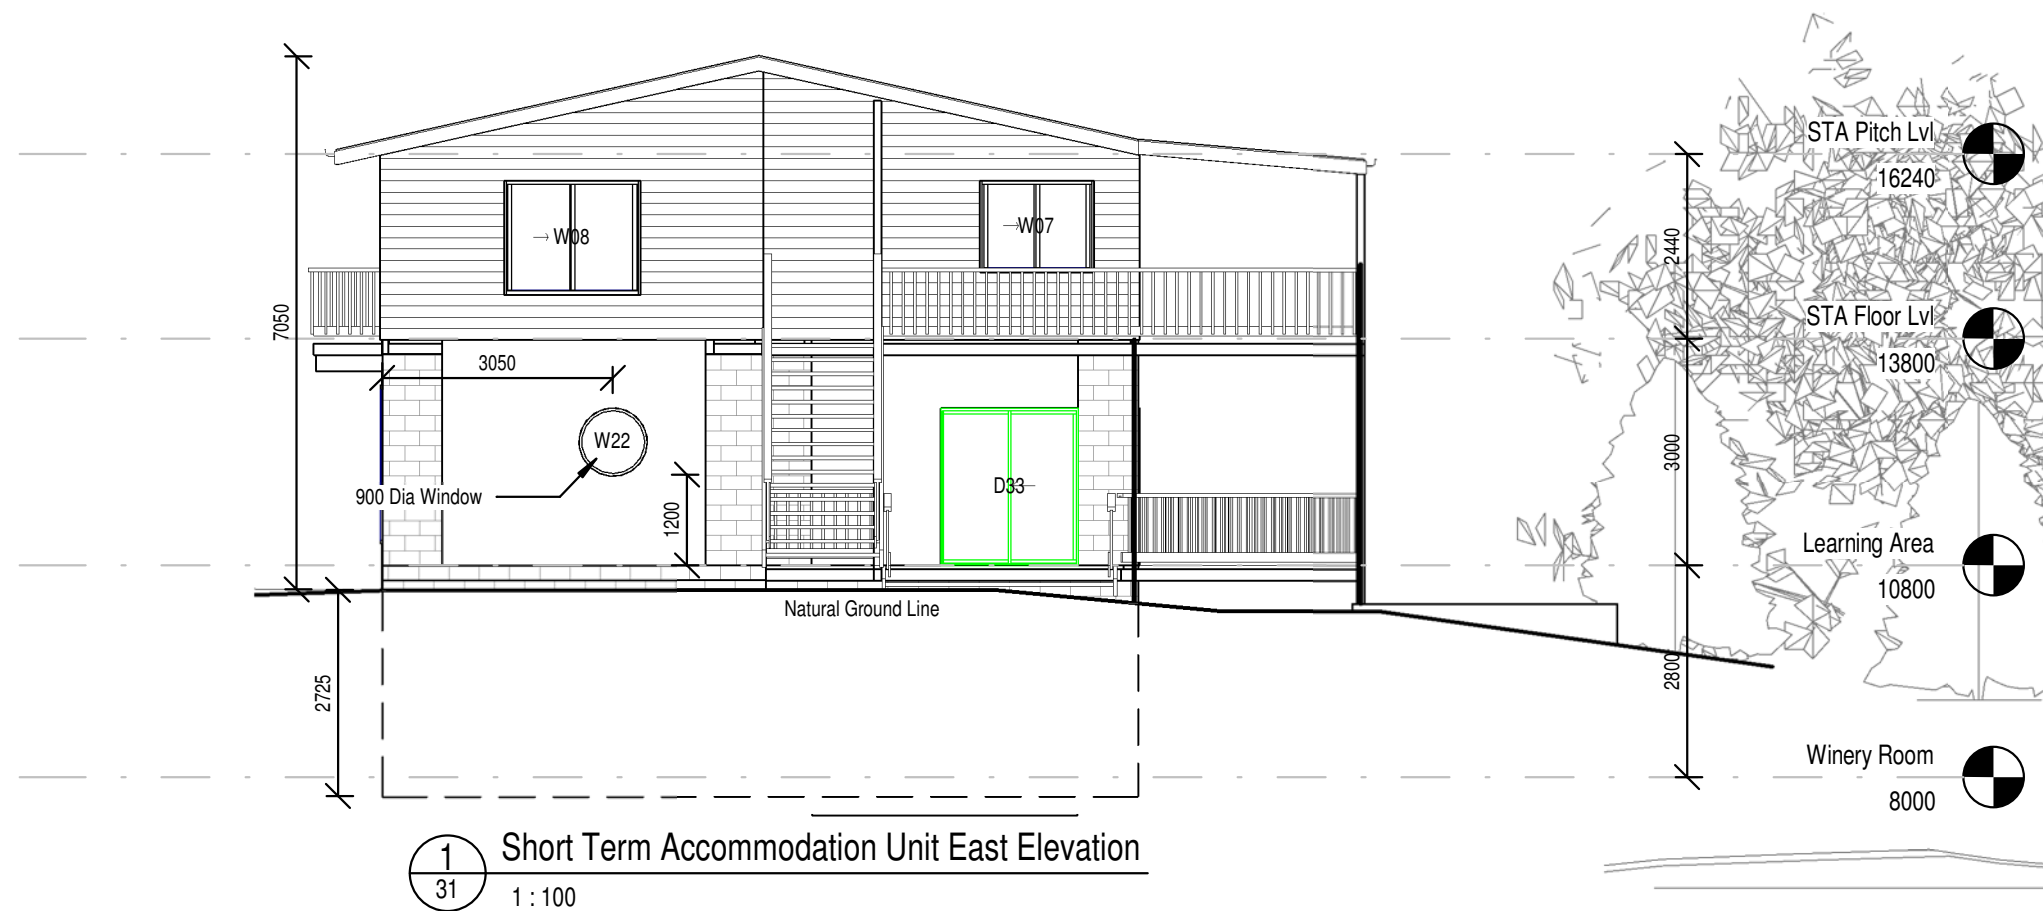 STA Pitch Lvl
16240
W08
W07
2440
7050
STA Floor Lvl
13800
3050
W22
900 Dia Window
1200
D33
3000
Learning Area
10800
Natural Ground Line
2725
2800
Winery Room
8000
1
31
Short Term Accommodation Unit East Elevation
1 : 100